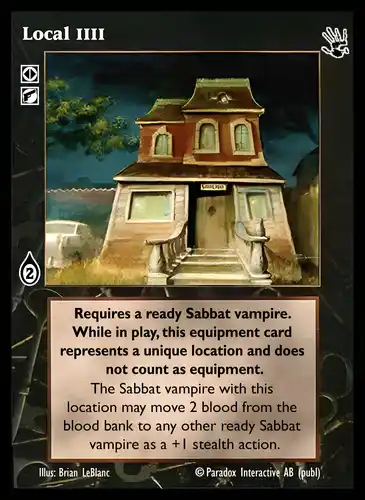 Local 1111
2
Requires a ready Sabbat vampire.
While in play, this equipment card
represents a unique location and does
not count as equipment.
The Sabbat vampire with this
location may move 2 blood from the
blood bank to any other ready Sabbat
vampire as a +1 stealth action.
Illus: Brian LeBlanc
© Paradox Interactive AB (publ)